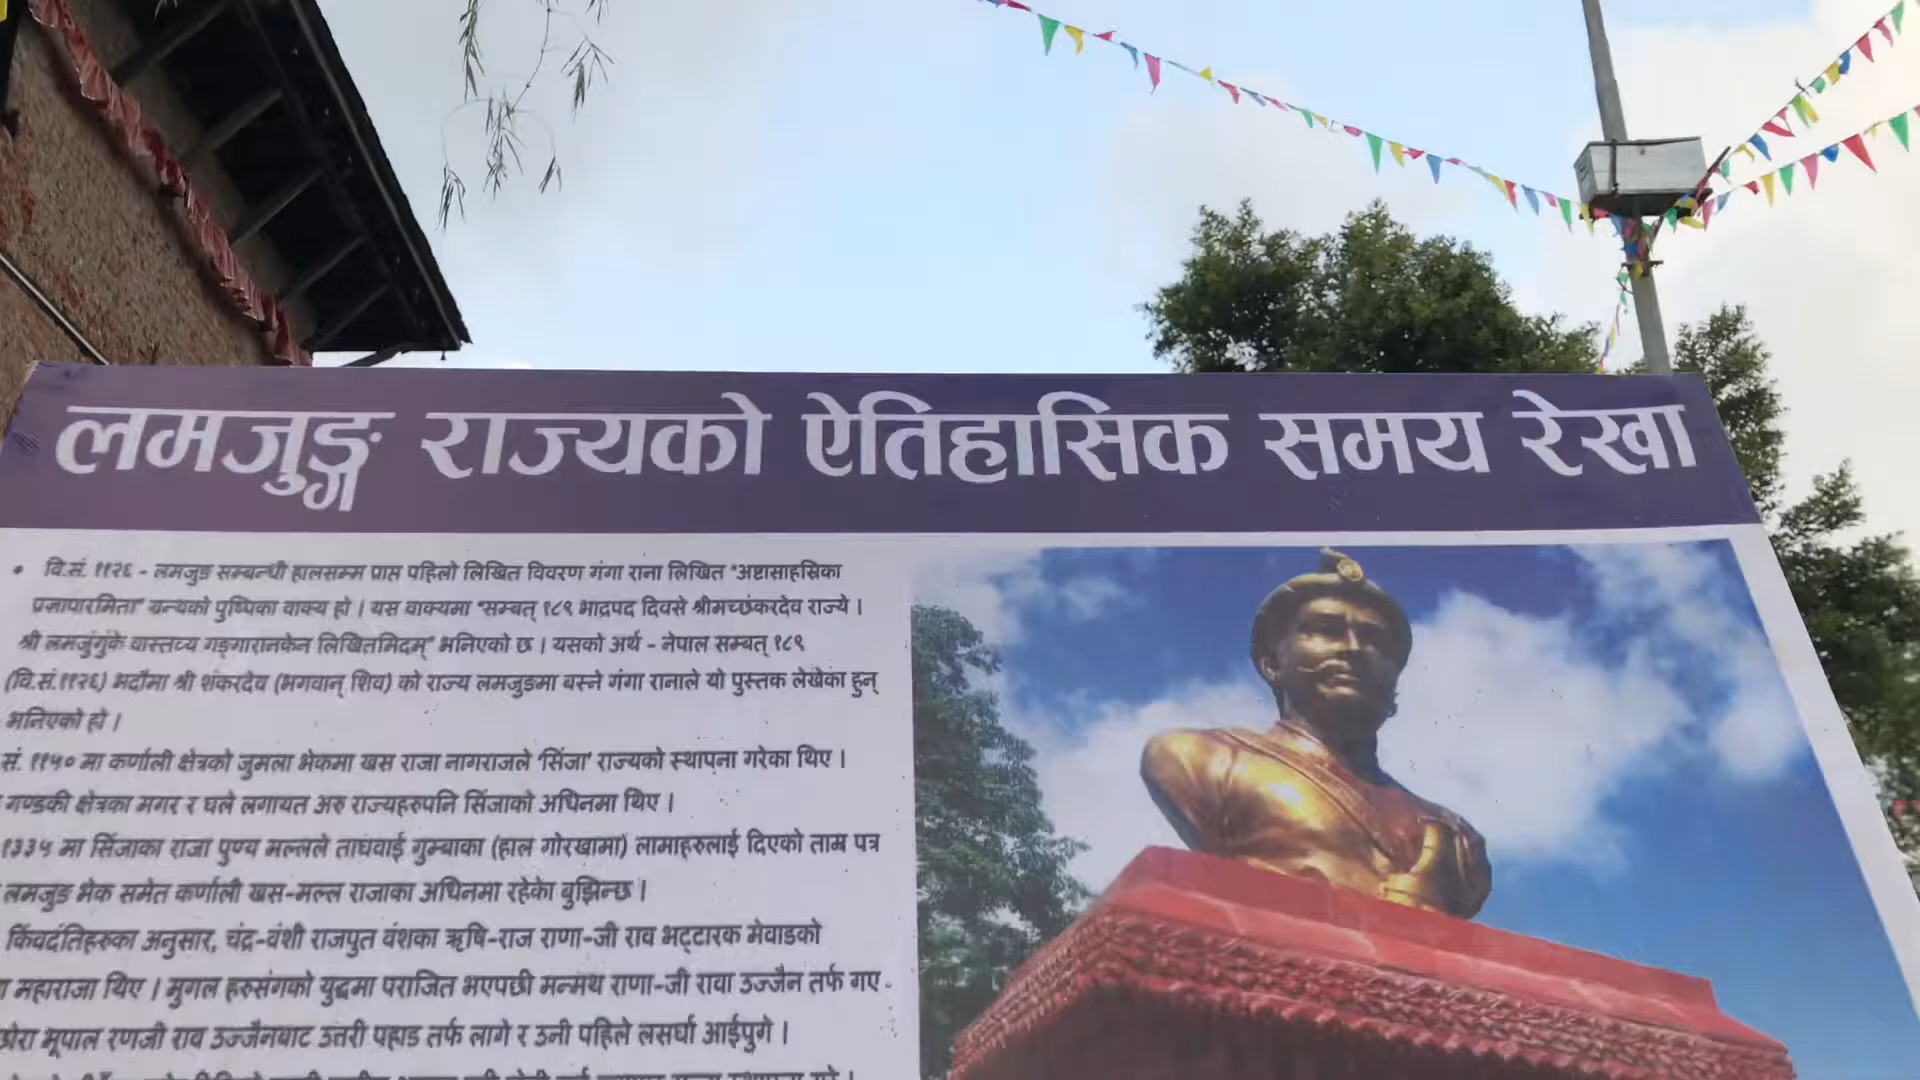 लमजुङ्ग राज्यको ऐतिहासिक समय रेखा
• वि.सं. ११२६ - लमजुङ सम्बन्धी हालसम्म प्राप्त पहिलो लिखित विवरण गंगा राना लिखित "अष्टासाहस्रिका
प्रज्ञापारमिता" ग्रन्थको पुष्पिका वाक्य हो । यस वाक्यमा "सम्बत् १८९ भाद्रपद दिवसे श्रीमच्छंकरदेव राज्ये ।
श्री लमजुंगुंके वास्तव्य गङ्गारानकेन लिखितमिदम्" भनिएको छ । यसको अर्थ - नेपाल सम्बत् १८९
(वि.सं.११२६) भदौमा श्री शंकरदेव (भगवान् शिव) को राज्य लमजुङमा बस्ने गंगा रानाले यो पुस्तक लेखेका हुन्
भनिएको हो ।
सं. ११५० मा कर्णाली क्षेत्रको जुमला भेकमा खस राजा नागराजले 'सिंजा' राज्यको स्थापना गरेका थिए ।
गण्डकी क्षेत्रका मगर र घले लगायत अरु राज्यहरुपनि सिंजाको अधिनमा थिए ।
१३३५ मा सिंजाका राजा पुण्य मल्लले ताघवाई गुम्बाका (हाल गोरखामा) लामाहरुलाई दिएको ताम्र पत्र
लमजुङ भेक समेत कर्णाली खस-मल्ल राजाका अधिनमा रहेको बुझिन्छ ।
किंवदंतिहरुका अनुसार, चंद्र-वंशी राजपुत वंशका ऋषि-राज राणा-जी राव भट्टारक मेवाडको
महाराजा थिए । मुगल हरुसंगको युद्धमा पराजित भएपछी मन्मथ राणा-जी रावा उज्जैन तर्फ गए
भूपाल रणजी राव उज्जैनबाट उत्तरी पहाड तर्फ लागे र उनी पहिले लसर्घा आईपुगे ।